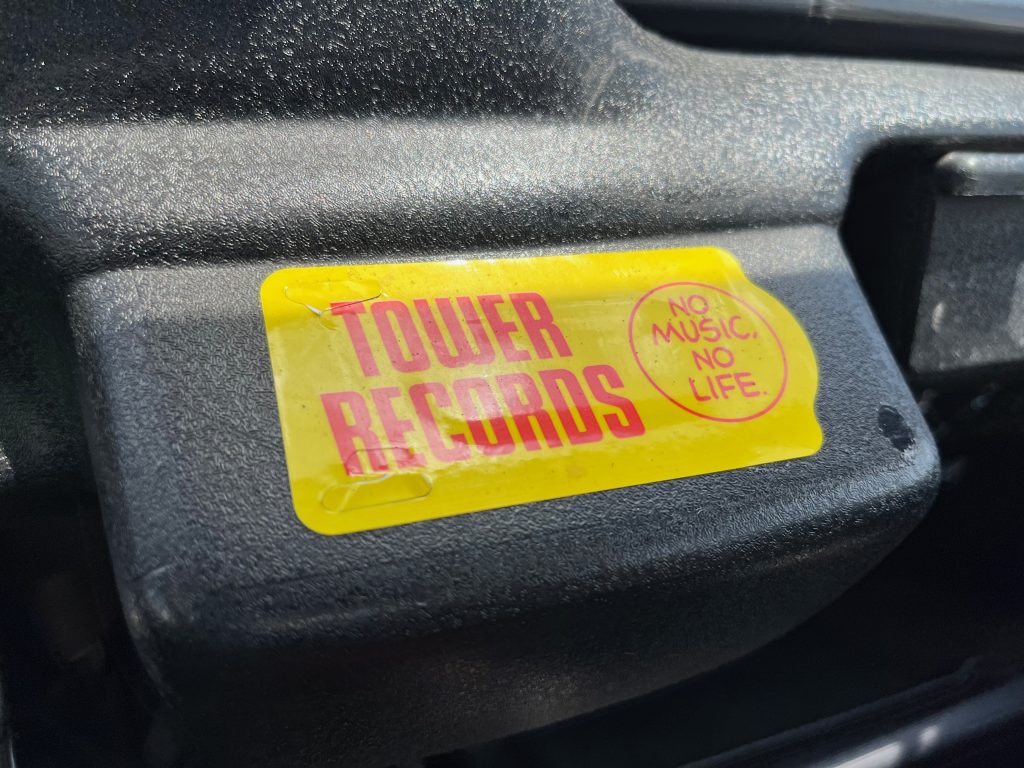 TOWER
RECORDS
NO
MUSIC.
NO
LIFE.